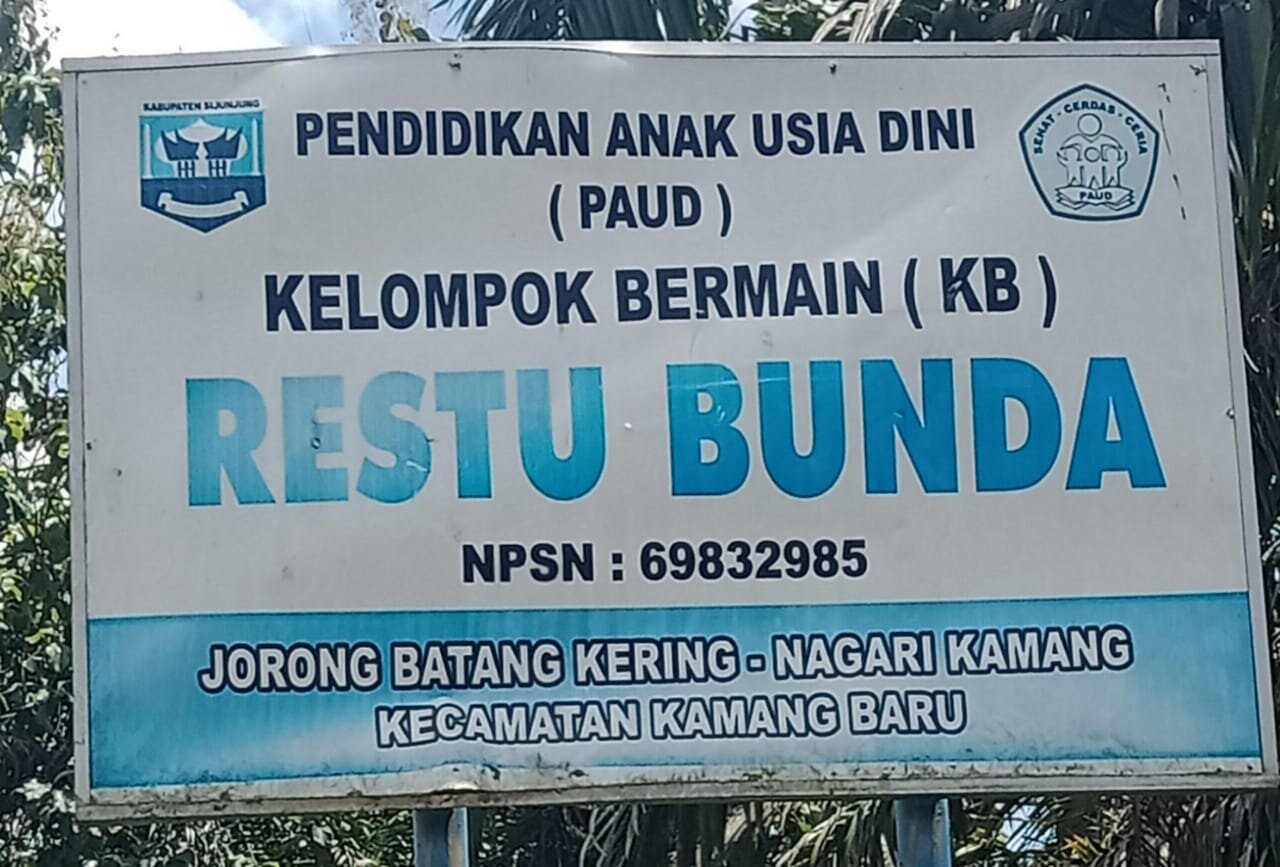 KABUPATEN SIJUNJUNG
PENDIDIKAN ANAK USIA DINI
( PAUD )
SEHAT - CERDAS - CERIA
PAUD
KELOMPOK BERMAIN ( KB )
RESTU BUNDA
NPSN : 69832985
JORONG BATANG KERING - NAGARI KAMANG
KECAMATAN KAMANG BARU